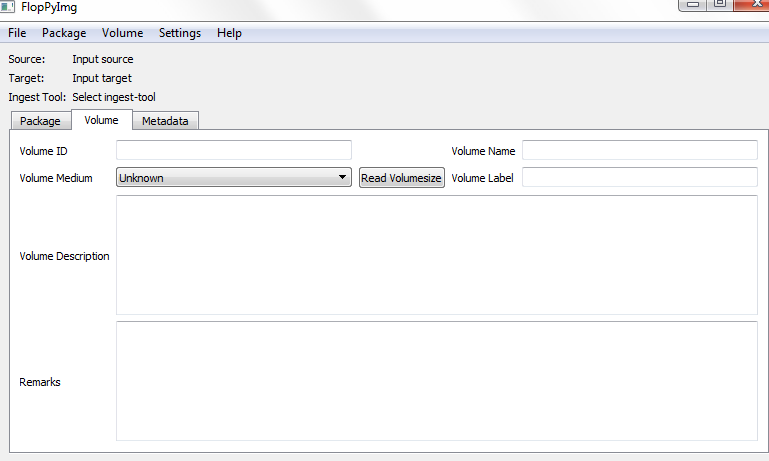 FlopPyImg
File Package Volume Settings Help
Source: Input source
Target: Input target
Ingest Tool: Select ingest-tool
Package Volume Metadata
Volume ID Volume Name
Volume Medium Unknown Read Volumesize Volume Label
Volume Description
Remarks